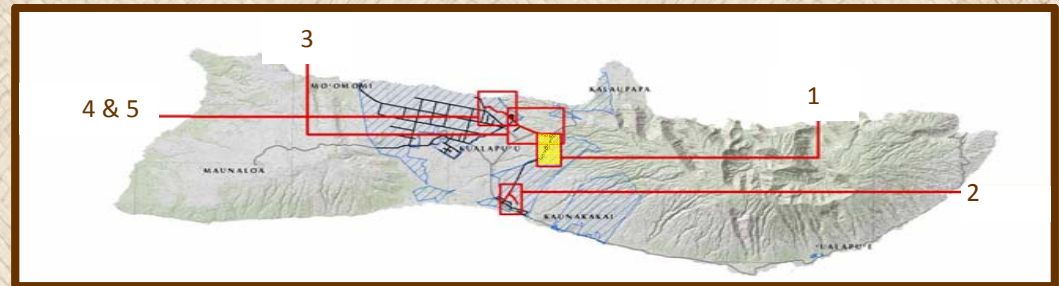 3
MO'OMOMI
KALAUPAPA
1
4 & 5
KUALAPU'U
MAUNALOA
2
KAUNAKAKAI
'UALAPU'E